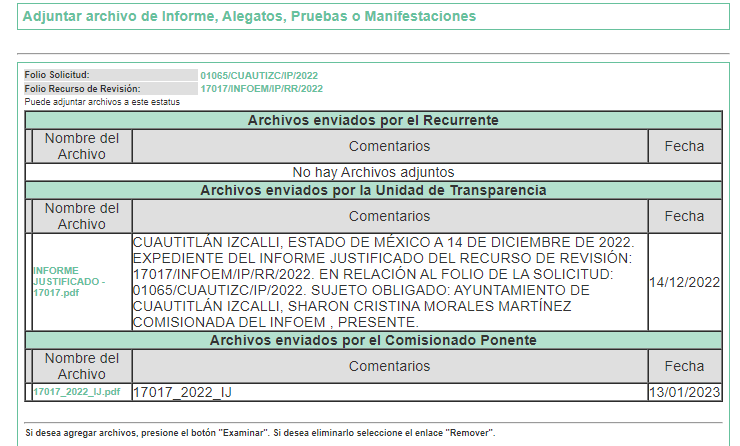 Adjuntar archivo de Informe, Alegatos, Pruebas o Manifestaciones
Folio Solicitud: 01065/CUAUTIZC/IP/2022
Folio Recurso de Revisión: 17017/INFOEM/IP/RR/2022
Puede adjuntar archivos a este estatus
Archivos enviados por el Recurrente
Nombre del Archivo Comentarios Fecha
No hay Archivos adjuntos
Archivos enviados por la Unidad de Transparencia
Nombre del Archivo Comentarios Fecha
INFORME JUSTIFICADO - 17017.pdf
CUAUTITLÁN IZCALLI, ESTADO DE MÉXICO A 14 DE DICIEMBRE DE 2022.
EXPEDIENTE DEL INFORME JUSTIFICADO DEL RECURSO DE REVISIÓN:
17017/INFOEM/IP/RR/2022. EN RELACIÓN AL FOLIO DE LA SOLICITUD:
01065/CUAUTIZC/IP/2022. SUJETO OBLIGADO: AYUNTAMIENTO DE
CUAUTITLÁN IZCALLI, SHARON CRISTINA MORALES MARTÍNEZ
COMISIONADA DEL INFOEM , PRESENTE.
14/12/2022
Archivos enviados por el Comisionado Ponente
Nombre del Archivo Comentarios Fecha
17017_2022_IJ.pdf 17017_2022_IJ 13/01/2023
Si desea agregar archivos, presione el botón "Examinar". Si desea eliminarlo seleccione el enlace "Remover".